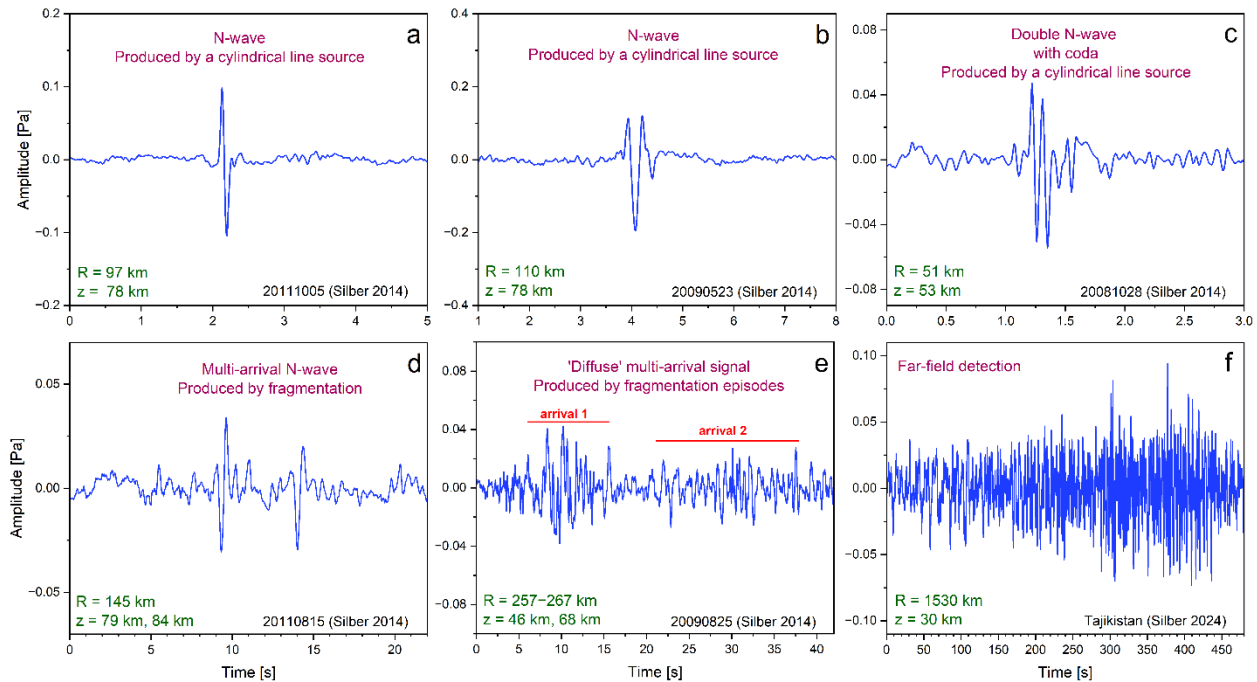 a
N-wave
Produced by a cylindrical line source
Amplitude [Pa]
0.2
0.1
0.0
−0.1
−0.2
R = 97 km
z = 78 km
20111005 (Silber 2014)
0 1 2 3 4 5
b
N-wave
Produced by a cylindrical line source
0.4
0.2
0.0
−0.2
−0.4
R = 110 km
z = 78 km
20090523 (Silber 2014)
1 2 3 4 5 6 7 8
c
Double N-wave
with coda
Produced by a cylindrical line source
0.08
0.04
0.00
−0.04
−0.08
R = 51 km
z = 53 km
20081028 (Silber 2014)
0.0 0.5 1.0 1.5 2.0 2.5 3.0
d
Multi-arrival N-wave
Produced by fragmentation
Amplitude [Pa]
0.05
0.00
−0.05
R = 145 km
z = 79 km, 84 km
20110815 (Silber 2014)
0 5 10 15 20
Time [s]
e
'Diffuse' multi-arrival signal
Produced by fragmentation episodes
arrival 1
arrival 2
0.08
0.04
0.00
−0.04
−0.08
R = 257−267 km
z = 46 km, 68 km
20090825 (Silber 2014)
0 5 10 15 20 25 30 35 40
Time [s]
f
Far-field detection
0.10
0.05
0.00
−0.05
−0.10
R = 1530 km
z = 30 km
Tajikistan (Silber 2024)
0 50 100 150 200 250 300 350 400 450
Time [s]